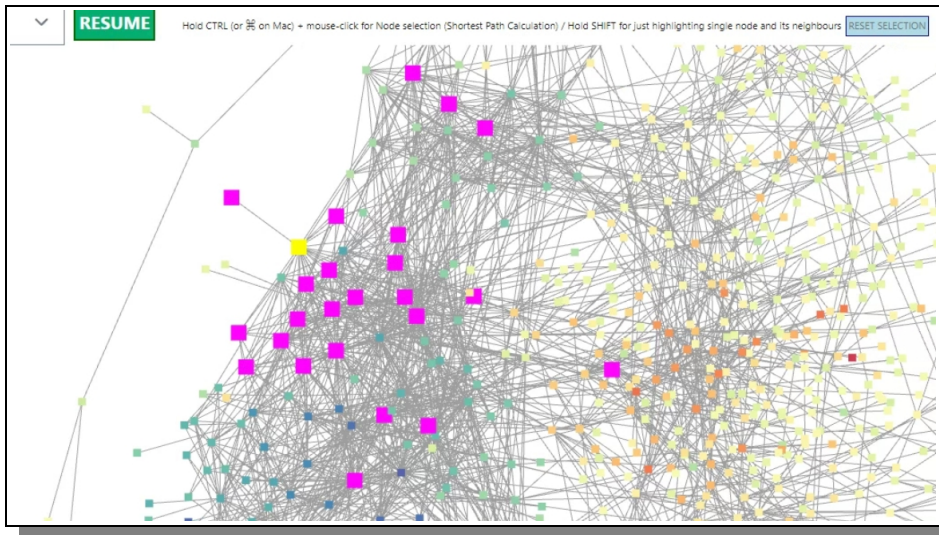 RESUME
Hold CTRL (or ⌘ on Mac) + mouse-click for Node selection (Shortest Path Calculation) / Hold SHIFT for just highlighting single node and its neighbours
RESET SELECTION